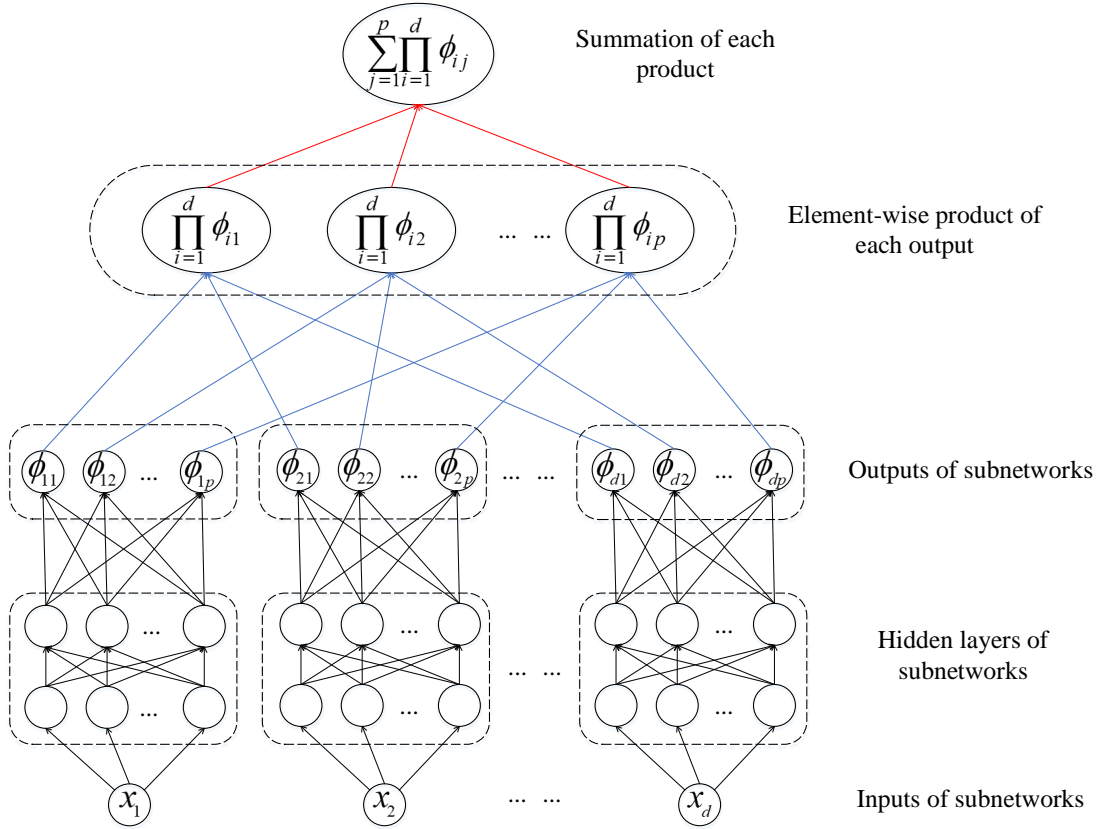 ∑_{j=1}^{p} ∏_{i=1}^{d} ϕ_{ij}
Summation of each
product
∏_{i=1}^{d} ϕ_{i1}
∏_{i=1}^{d} ϕ_{i2}
... ...
∏_{i=1}^{d} ϕ_{ip}
Element-wise product of
each output
ϕ_{11} ϕ_{12} ... ϕ_{1p} ϕ_{21} ϕ_{22} ... ϕ_{2p} ... ... ϕ_{d1} ϕ_{d2} ... ϕ_{dp}
Outputs of subnetworks
... ... ...
Hidden layers of
subnetworks
... ...
... ... ...
x_1 x_2 ... ... x_d
Inputs of subnetworks